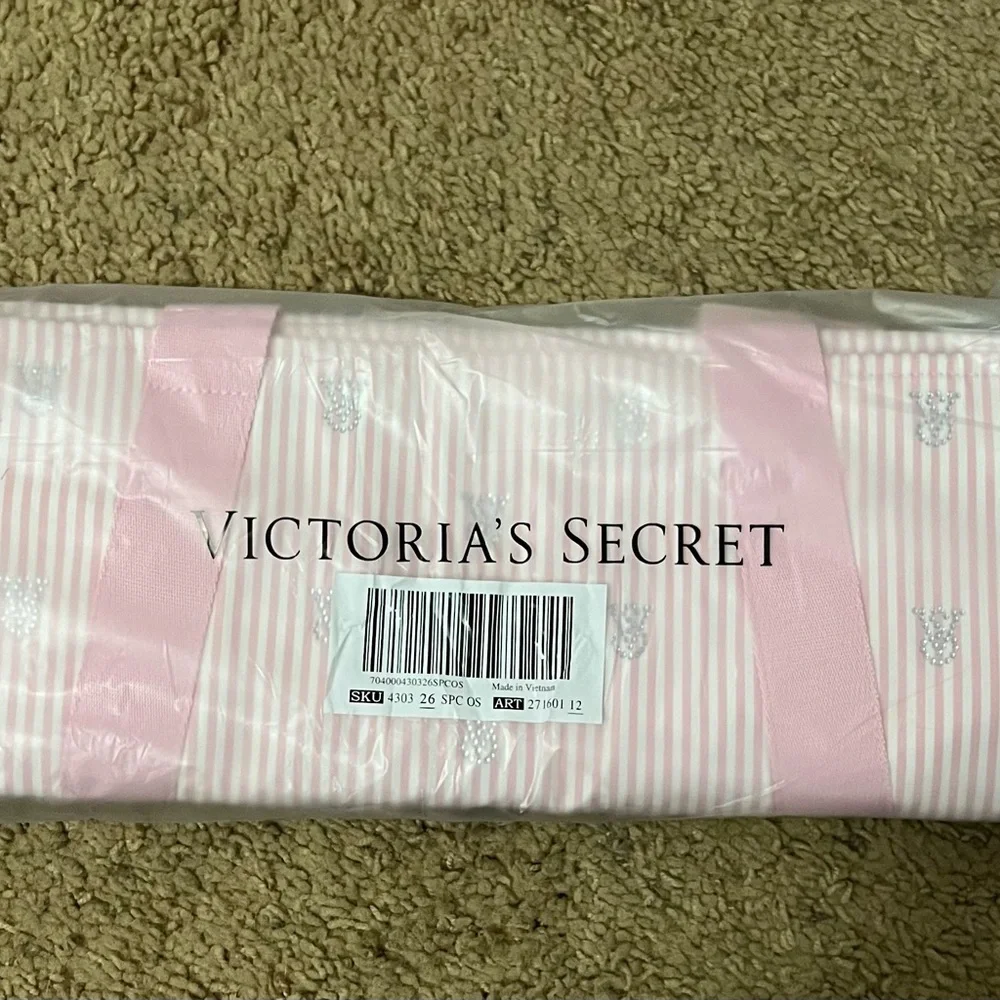 VICTORIA'S SECRET
704000430326SPCOS Made in Vietnam
SKU 4303 26 SPC OS ART 271601 12